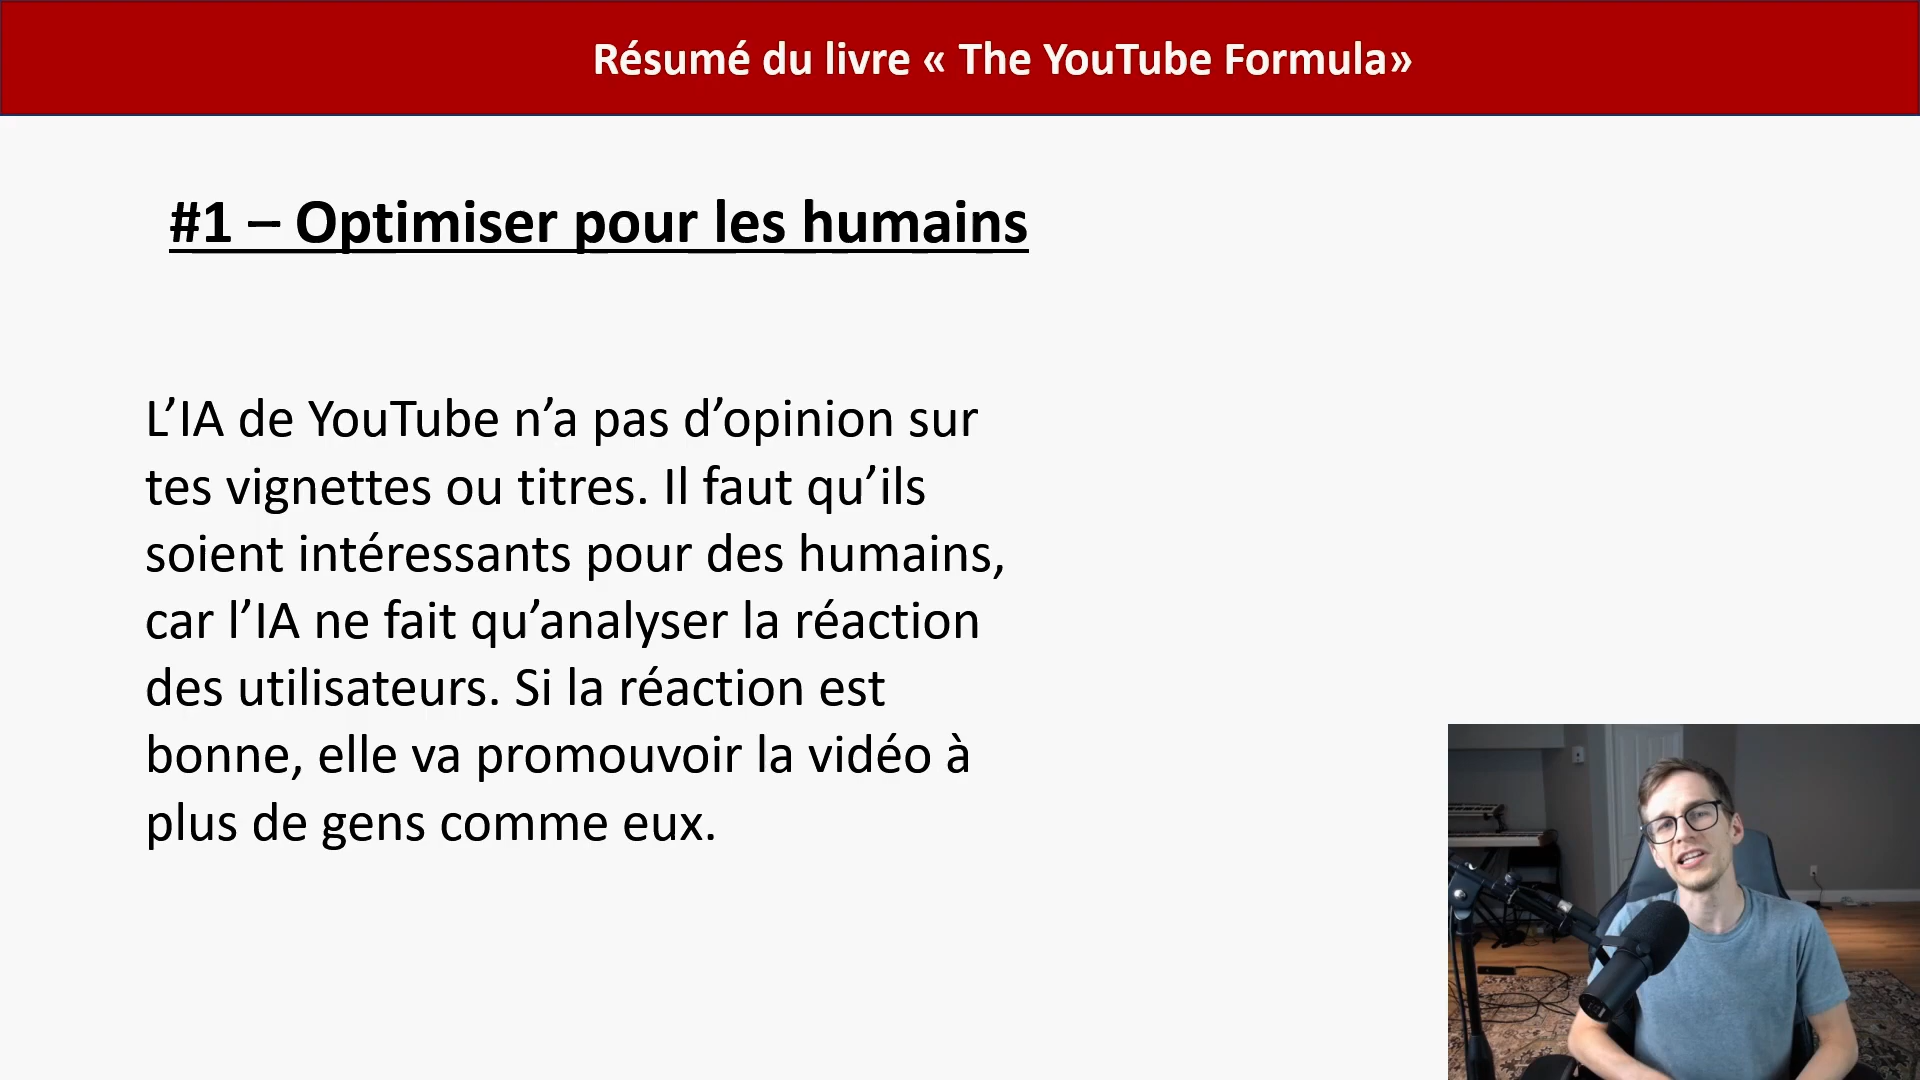 Résumé du livre « The YouTube Formula»
#1 – Optimiser pour les humains
L’IA de YouTube n’a pas d’opinion sur
tes vignettes ou titres. Il faut qu’ils
soient intéressants pour des humains,
car l’IA ne fait qu’analyser la réaction
des utilisateurs. Si la réaction est
bonne, elle va promouvoir la vidéo à
plus de gens comme eux.